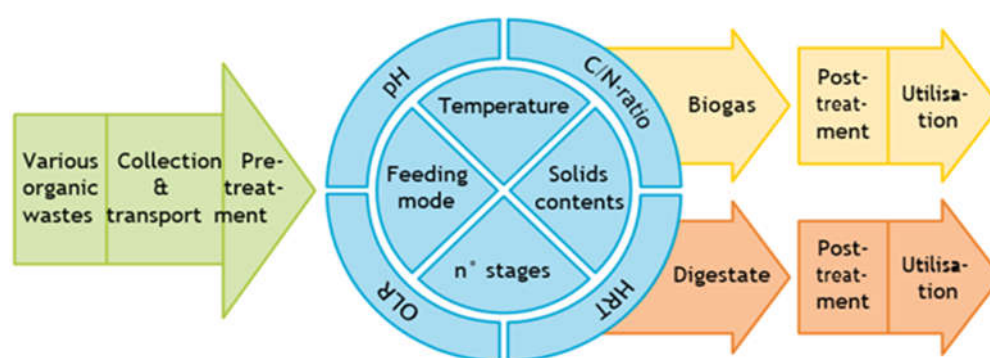 Various
organic
wastes
Collection
&
transport
Pre-
treat-
ment
pH
C/N-ratio
OLR
HRT
Temperature
Feeding
mode
Solids
contents
n° stages
Biogas
Post-
treat-
ment
Utilisa-
tion
Digestate
Post-
treat-
ment
Utilisa-
tion